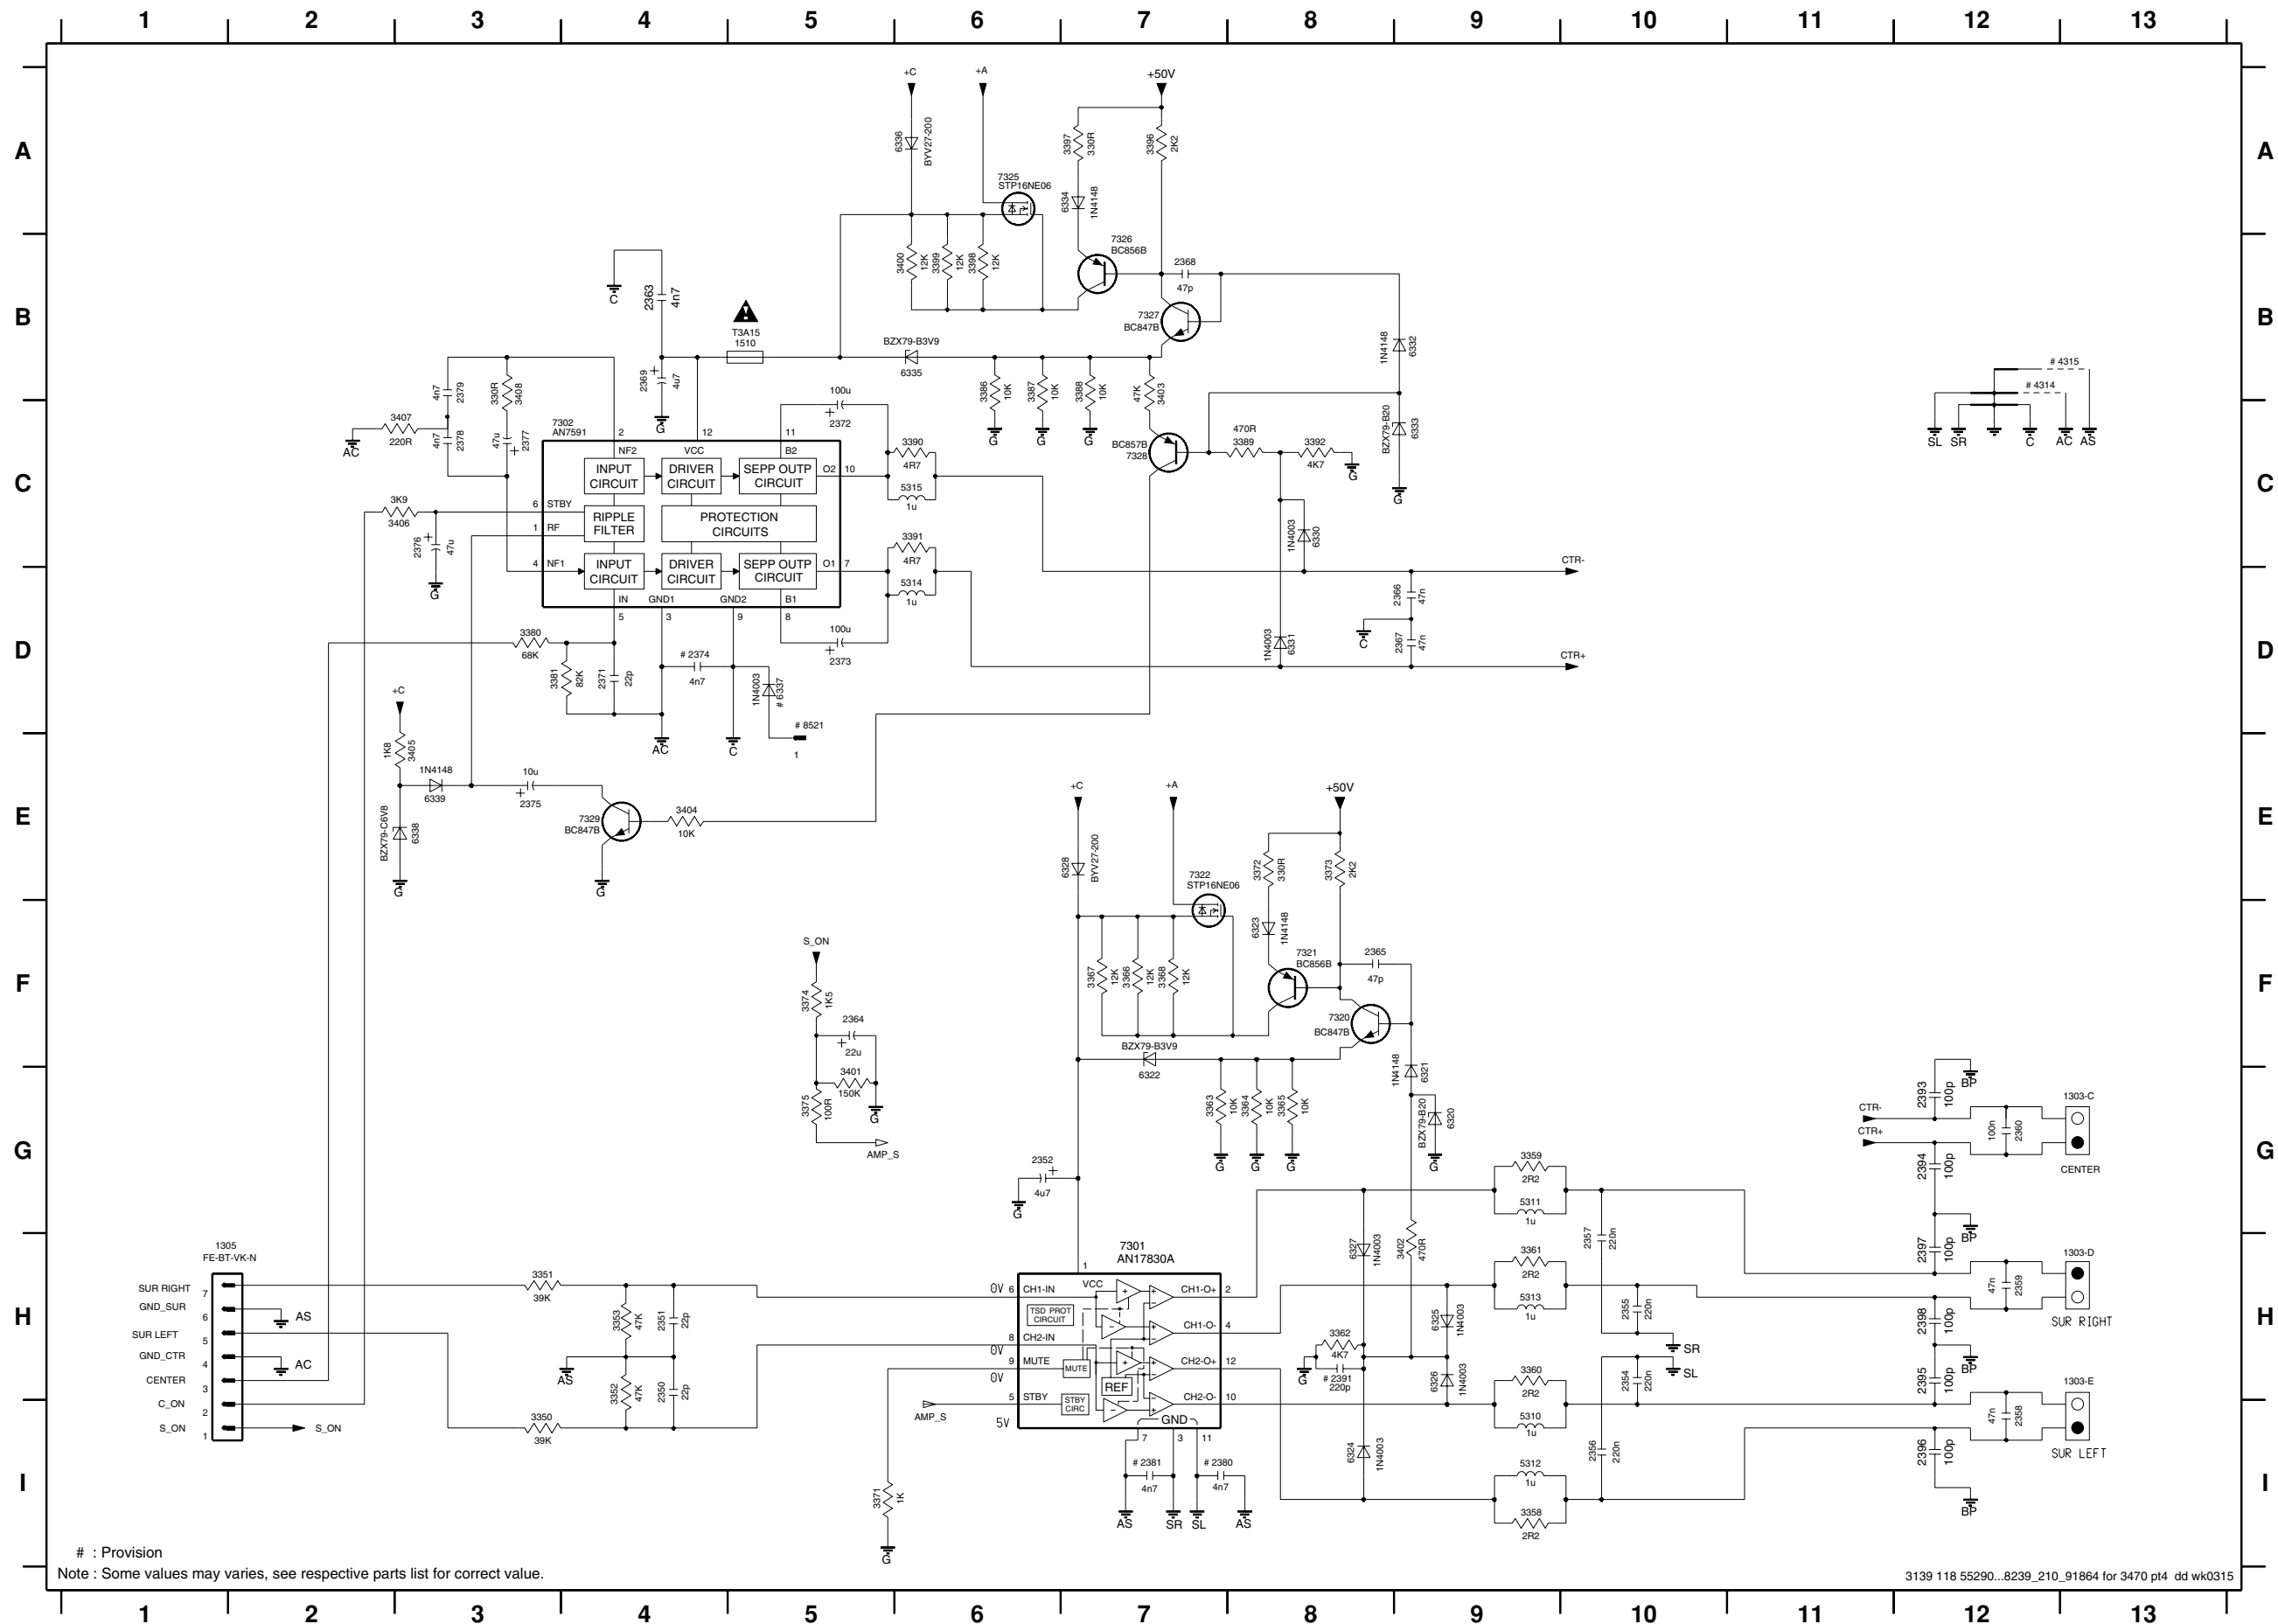 1 2 3 4 5 6 7 8 9 10 11 12 13
A
B
C
D
E
F
G
H
I
A
B
C
D
E
F
G
H
I
+C
+A
+50V
6336
BYV27-200
7325
STP16NE06
3397
330R
3396
2K2
6334
1N4148
7326
BC856B
3400
12K
3399
12K
3398
12K
2368
47p
7327
BC847B
C
2363
4n7
T3A15
1510
BZX79-B3V9
6335
1N4148
6332
# 4315
# 4314
4n7
2379
330R
3408
2369
+
4u7
G
100u
+
2372
3386
10K
3387
10K
3388
10K
47K
3403
G
G
G
BZX79-B20
6333
G
SL
SR
C
AC
AS
3407
220R
AC
4n7
2378
47u
2377
+
7302
AN7591
2
12
11
NF2
VCC
B2
INPUT
CIRCUIT
DRIVER
CIRCUIT
SEPP OUTP
CIRCUIT
O2
10
6
STBY
1
RF
RIPPLE
FILTER
PROTECTION
CIRCUITS
4
NF1
INPUT
CIRCUIT
DRIVER
CIRCUIT
SEPP OUTP
CIRCUIT
O1
7
IN
GND1
GND2
B1
5
3
9
8
3390
4R7
5315
1u
3391
4R7
5314
1u
BC857B
7328
470R
3389
3392
4K7
G
1N4003
6330
3K9
3406
2376
+
47u
G
CTR-
2366
47n
C
2367
47n
1N4003
6331
CTR+
3380
68K
3381
82K
2371
22p
# 2374
4n7
100u
+
2373
1N4003
# 6337
# 8521
1
AC
C
+C
1K8
3405
1N4148
6339
10u
+
2375
BZX79-C6V8
6338
G
7329
BC847B
3404
10K
G
+C
+A
+50V
6328
BYV27-200
7322
STP16NE06
3372
330R
3373
2K2
6323
1N4148
7321
BC856B
2365
47p
3367
12K
3366
12K
3368
12K
7320
BC847B
BZX79-B3V9
6322
1N4148
6321
S_ON
3374
1K5
2364
+
22u
3401
150K
3375
100R
G
AMP_S
3363
10K
3364
10K
3365
10K
G
G
G
BZX79-B20
6320
G
2352
+
4u7
G
CTR-
CTR+
2393
100p
BP
100n
2360
1303-C
CENTER
2394
100p
BP
2397
100p
1303-D
47n
2359
SUR RIGHT
2398
100p
BP
2395
100p
1303-E
47n
2358
SUR LEFT
2396
100p
BP
3359
2R2
5311
1u
3361
2R2
5313
1u
3360
2R2
5310
1u
5312
1u
3358
2R2
2357
220n
2355
220n
SR
SL
2354
220n
2356
220n
6327
1N4003
3402
470R
6325
1N4003
3362
4K7
# 2391
220p
G
6326
1N4003
6324
1N4003
1305
FE-BT-VK-N
SUR RIGHT
7
GND_SUR
6
AS
SUR LEFT
5
GND_CTR
4
AC
CENTER
3
C_ON
2
S_ON
1
S_ON
3351
39K
3353
47K
2351
22p
AS
3352
47K
2350
22p
3350
39K
7301
AN17830A
1
VCC
0V
6
CH1-IN
TSD PROT
CIRCUIT
CH1-O+
2
CH1-O-
4
8
CH2-IN
0V
9
MUTE
MUTE
0V
CH2-O+
12
REF
5
STBY
5V
STBY
CIRC
CH2-O-
10
GND
7
3
11
AMP_S
3371
1K
G
# 2381
4n7
# 2380
4n7
AS
SR
SL
AS
# : Provision
Note : Some values may varies, see respective parts list for correct value.
3139 118 55290...8239_210_91864 for 3470 pt4 dd wk0315
1 2 3 4 5 6 7 8 9 10 11 12 13